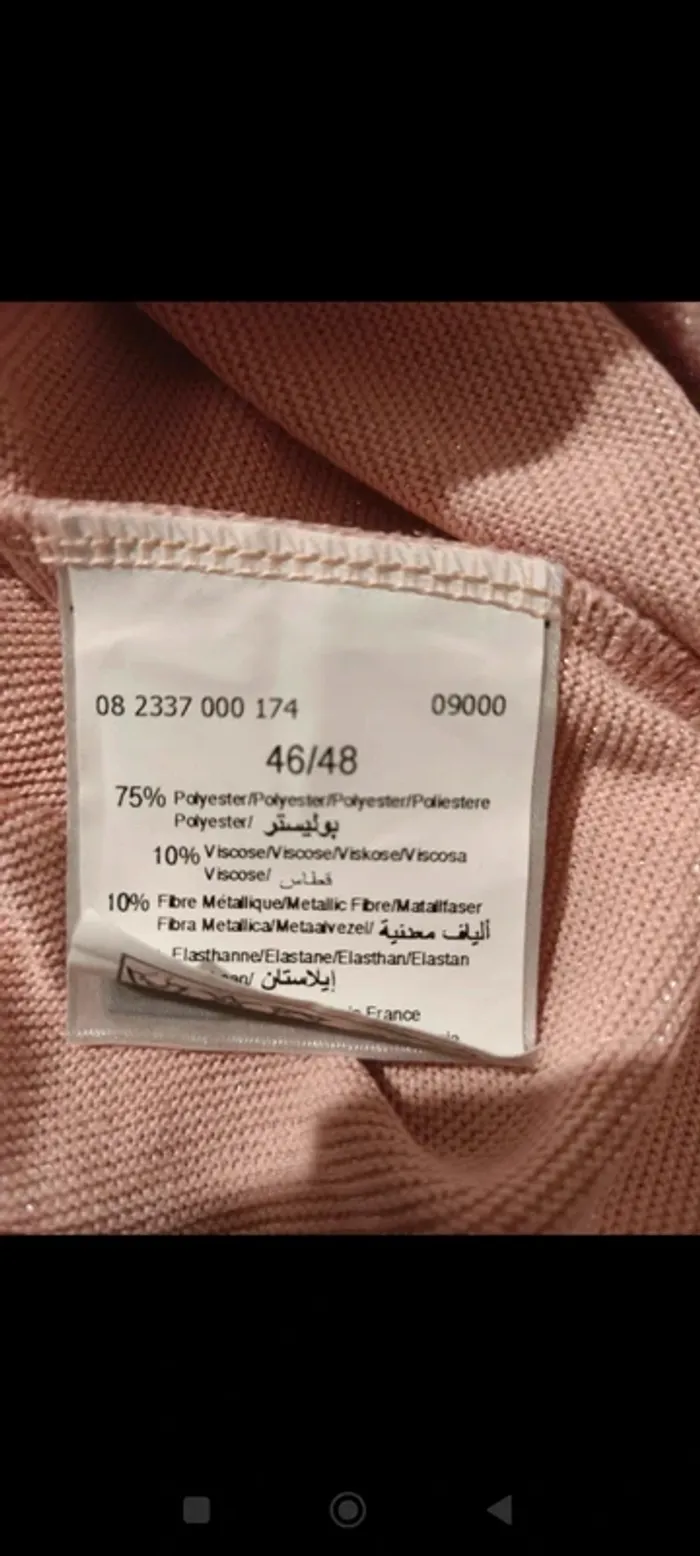 08 2337 000 174 09000
46/48
75% Polyester/Polyester/Polyester/Poliestere
Polyester/ بوليستر
10% Viscose/Viscose/Viskose/Viscosa
Viscose/ قطاس
10% Fibre Métallique/Metallic Fibre/Matallfaser
Fibra Metallica/Metaalvezel/ ألياف معدنية
Elasthanne/Elastane/Elasthan/Elastan
إيلاستان
France